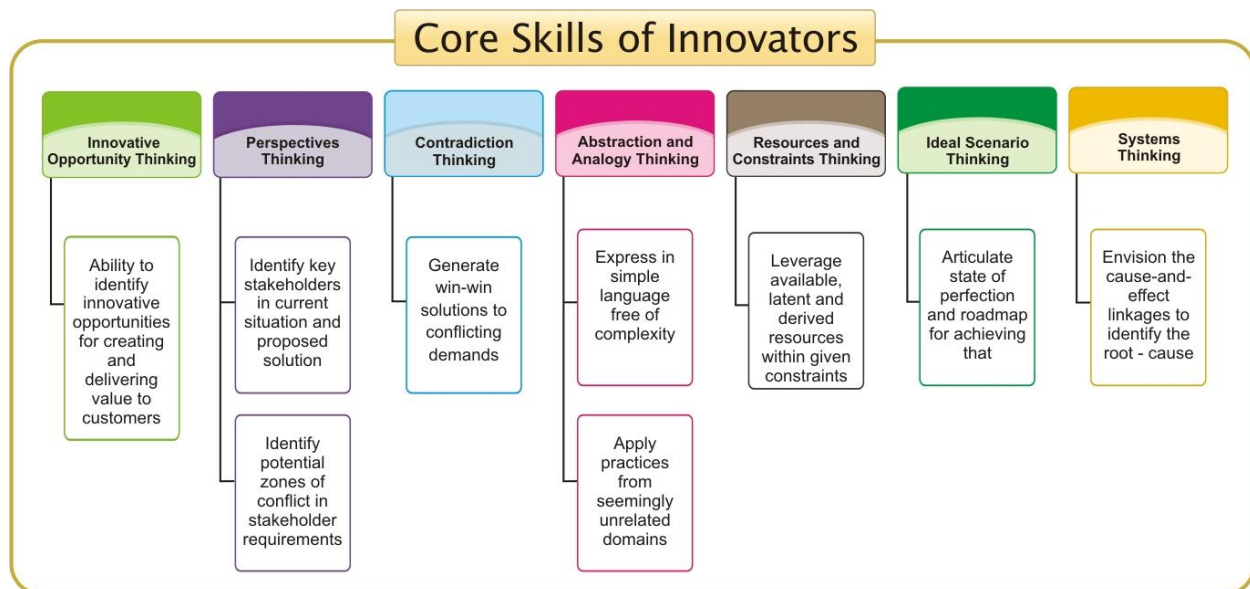 Core Skills of Innovators
Innovative
Opportunity Thinking
Ability to
identify
innovative
opportunities
for creating
and
delivering
value to
customers
Perspectives
Thinking
Identify key
stakeholders
in current
situation and
proposed
solution
Identify
potential
zones of
conflict in
stakeholder
requirements
Contradiction
Thinking
Generate
win-win
solutions to
conflicting
demands
Abstraction and
Analogy Thinking
Express in
simple
language
free of
complexity
Apply
practices
from
seemingly
unrelated
domains
Resources and
Constraints Thinking
Leverage
available,
latent and
derived
resources
within given
constraints
Ideal Scenario
Thinking
Articulate
state of
perfection
and roadmap
for achieving
that
Systems
Thinking
Envision the
cause-and-
effect
linkages to
identify the
root - cause